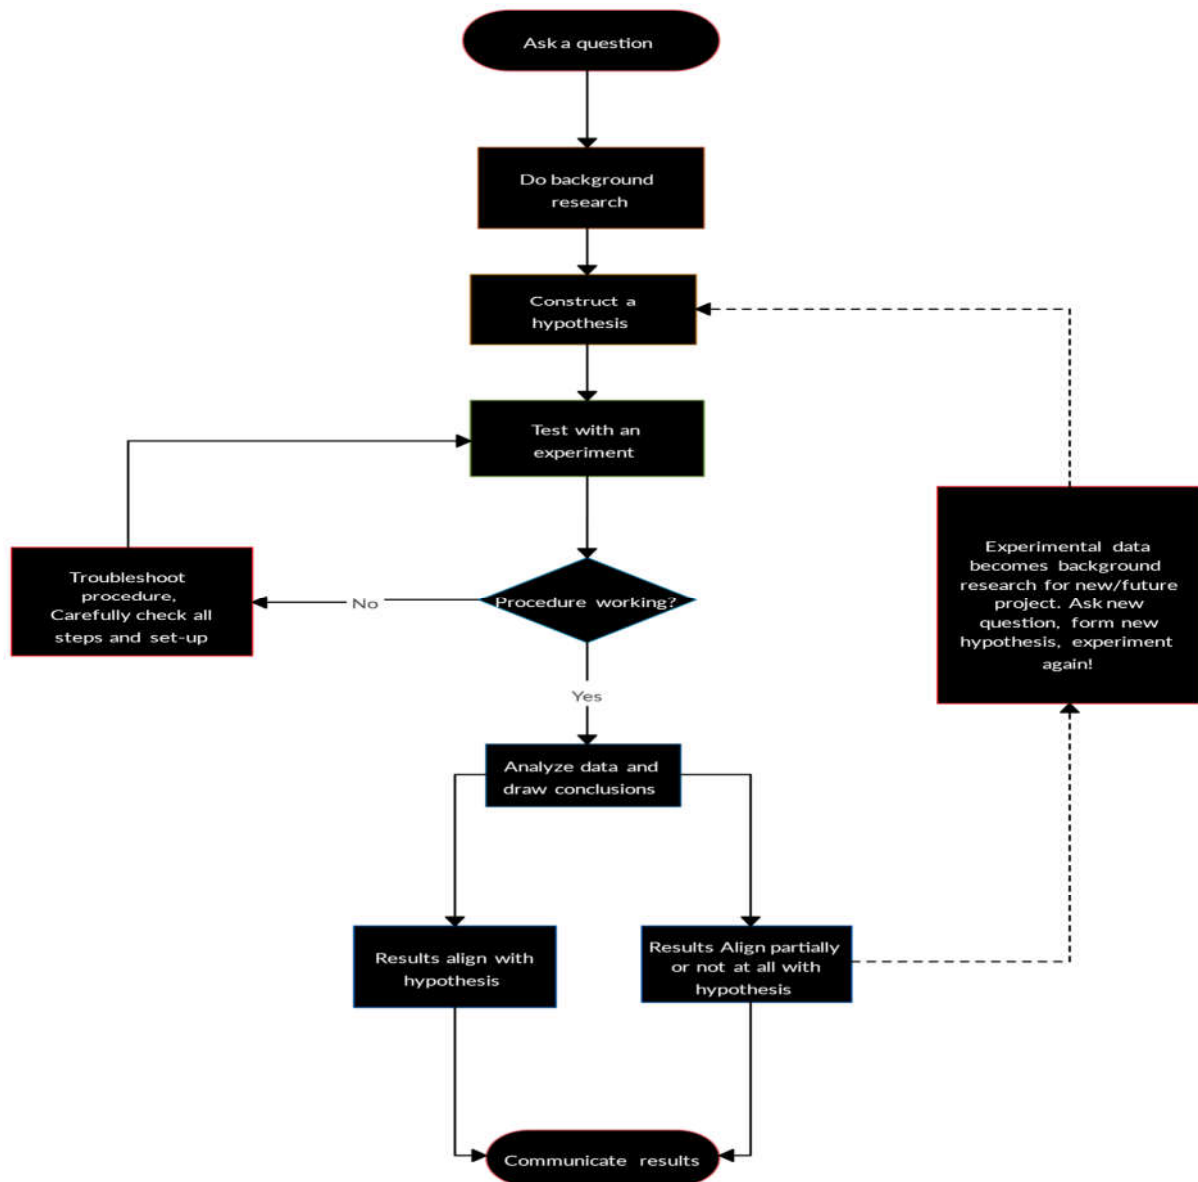 Ask a question
Do background
research
Construct a
hypothesis
Test with an
experiment
Troubleshoot
procedure,
Carefully check all
steps and set-up
No
Procedure working?
Yes
Experimental data
becomes background
research for new/future
project. Ask new
question, form new
hypothesis, experiment
again!
Analyze data and
draw conclusions
Results align with
hypothesis
Results Align partially
or not at all with
hypothesis
Communicate results